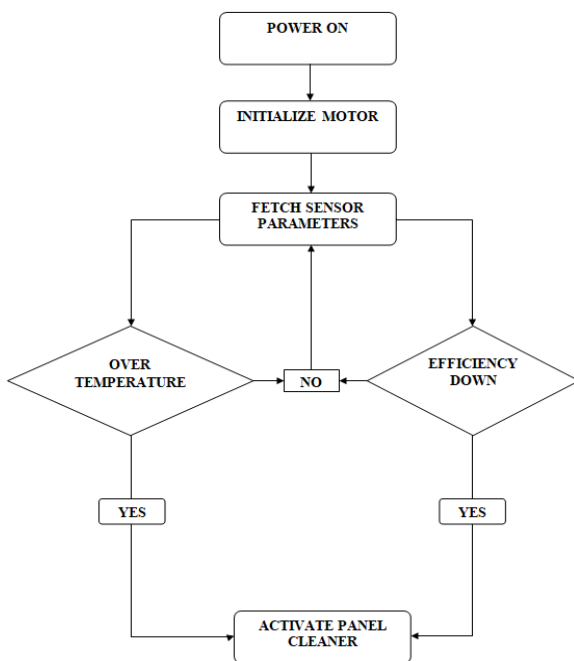 POWER ON
INITIALIZE MOTOR
FETCH SENSOR
PARAMETERS
OVER
TEMPERATURE
NO
EFFICIENCY
DOWN
YES
YES
ACTIVATE PANEL
CLEANER